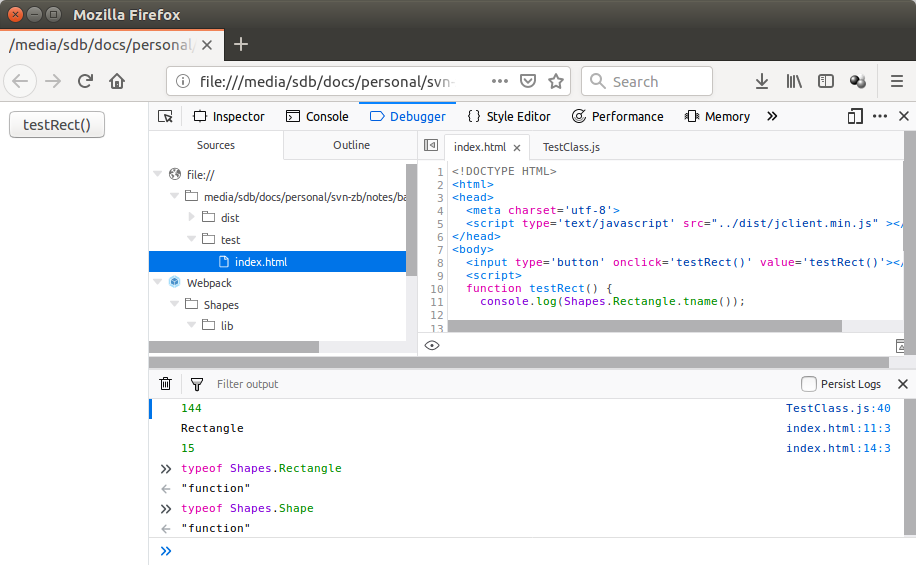 Mozilla Firefox
/media/sdb/docs/personal/
file:///media/sdb/docs/personal/svn-
Search
testRect()
Inspector Console Debugger Style Editor Performance Memory
Sources Outline
index.html TestClass.js
file://
media/sdb/docs/personal/svn-zb/notes/ba
dist
test
index.html
Webpack
Shapes
lib
1 <!DOCTYPE HTML>
2 <html>
3 <head>
4 <meta charset='utf-8'>
5 <script type='text/javascript' src="../dist/jclient.min.js" ></
6 </head>
7 <body>
8 <input type='button' onclick='testRect()' value='testRect()'></
9 <script>
10 function testRect() {
11 console.log(Shapes.Rectangle.tname());
12
13
Filter output Persist Logs
144 TestClass.js:40
Rectangle index.html:11:3
15 index.html:14:3
typeof Shapes.Rectangle
"function"
typeof Shapes.Shape
"function"